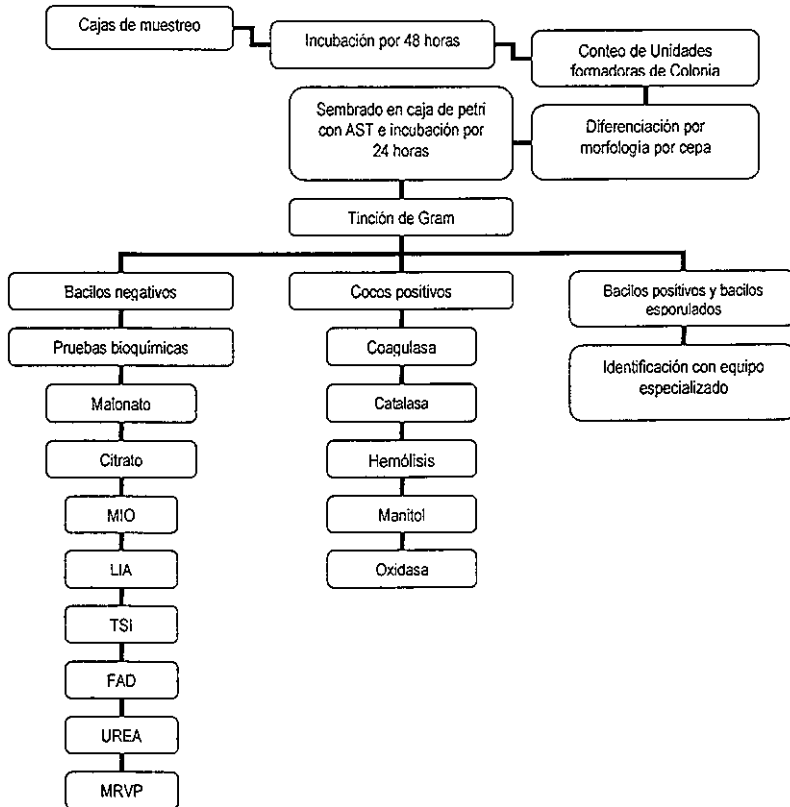 Cajas de muestreo
Incubación por 48 horas
Conteo de Unidades
formadoras de Colonia
Sembrado en caja de petri
con AST e incubación por
24 horas
Diferenciación por
morfología por cepa
Tinción de Gram
Bacilos negativos
Cocos positivos
Bacilos positivos y bacilos
esporulados
Pruebas bioquímicas
Coagulasa
Identificación con equipo
especializado
Malonato
Catalasa
Citrato
Hemólisis
MIO
Manitol
LIA
Oxidasa
TSI
FAD
UREA
MRVP